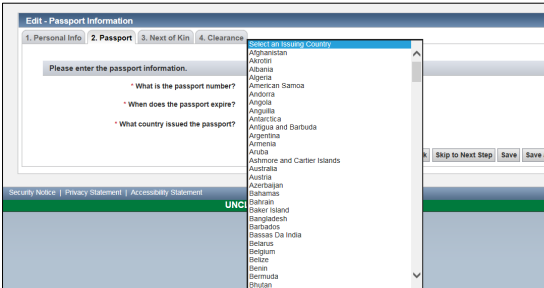 Edit - Passport Information
1. Personal Info 2. Passport 3. Next of Kin 4. Clearance
Please enter the passport information.
* What is the passport number?
* When does the passport expire?
* What country issued the passport?
Select an Issuing Country
Afghanistan
Akrotiri
Albania
Algeria
American Samoa
Andorra
Angola
Anguilla
Antarctica
Antigua and Barbuda
Argentina
Armenia
Aruba
Ashmore and Cartier Islands
Australia
Austria
Azerbaijan
Bahamas
Bahrain
Baker Island
Bangladesh
Barbados
Bassas Da India
Belarus
Belgium
Belize
Benin
Bermuda
Bhutan
k Skip to Next Step Save Save
Security Notice | Privacy Statement | Accessibility Statement
UNCL